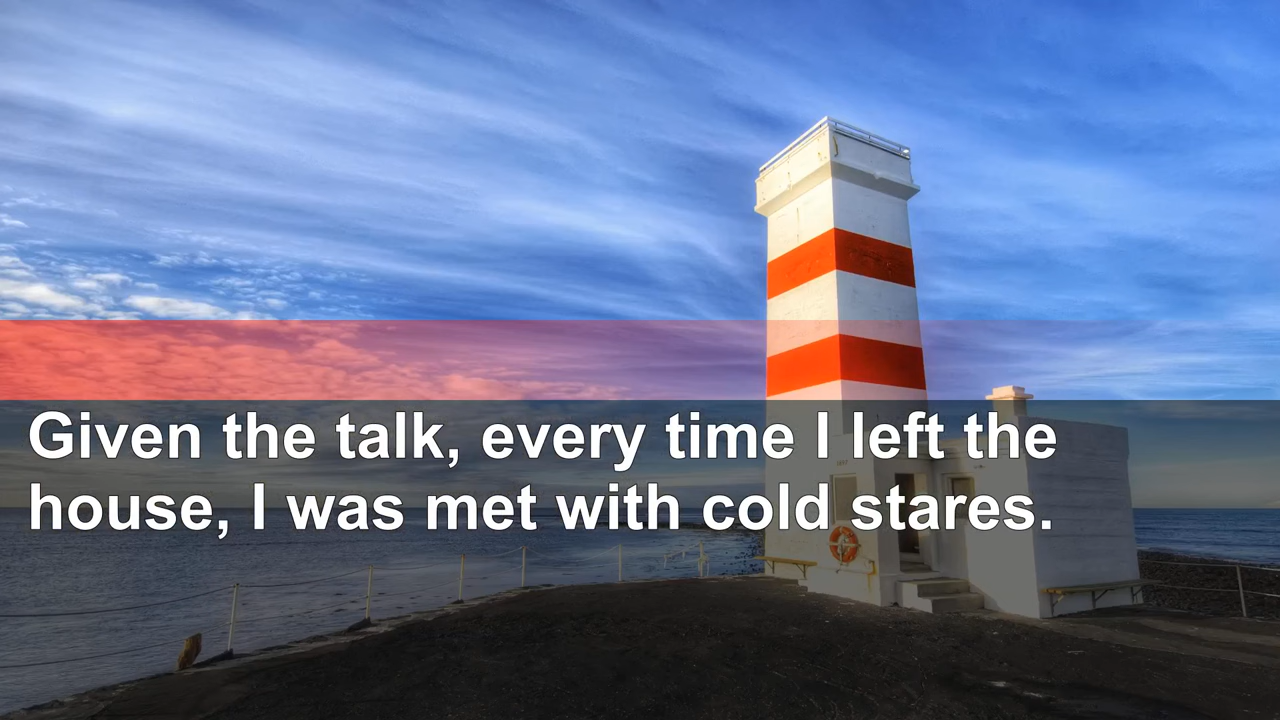 Given the talk, every time I left the
house, I was met with cold stares.